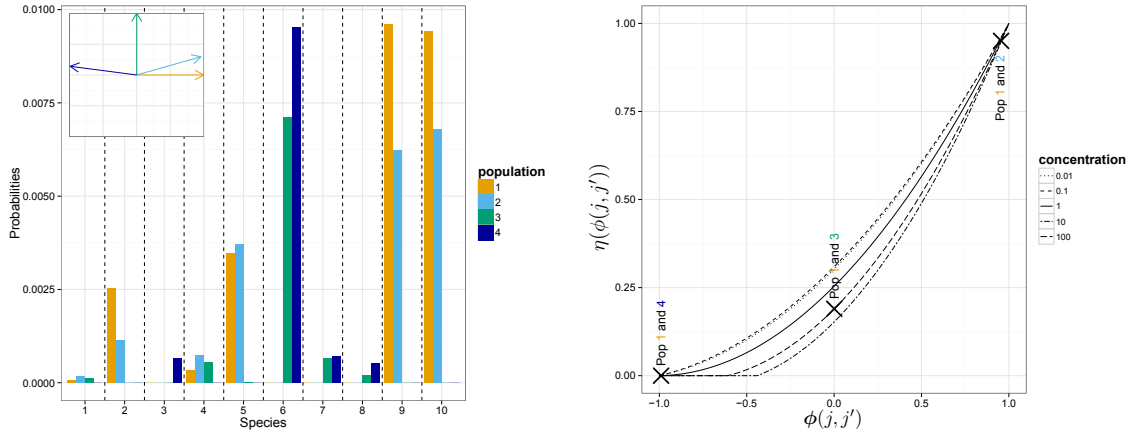 0.0100
0.0075
0.0050
0.0025
0.0000
Probabilities
1 2 3 4 5 6 7 8 9 10
Species
population
1
2
3
4
1.00
0.75
0.50
0.25
0.00
η(ϕ(j, j′))
Pop 1 and 4
Pop 1 and 3
Pop 1 and 2
−1.0 −0.5 0.0 0.5 1.0
ϕ(j, j′)
concentration
0.01
0.1
1
10
100